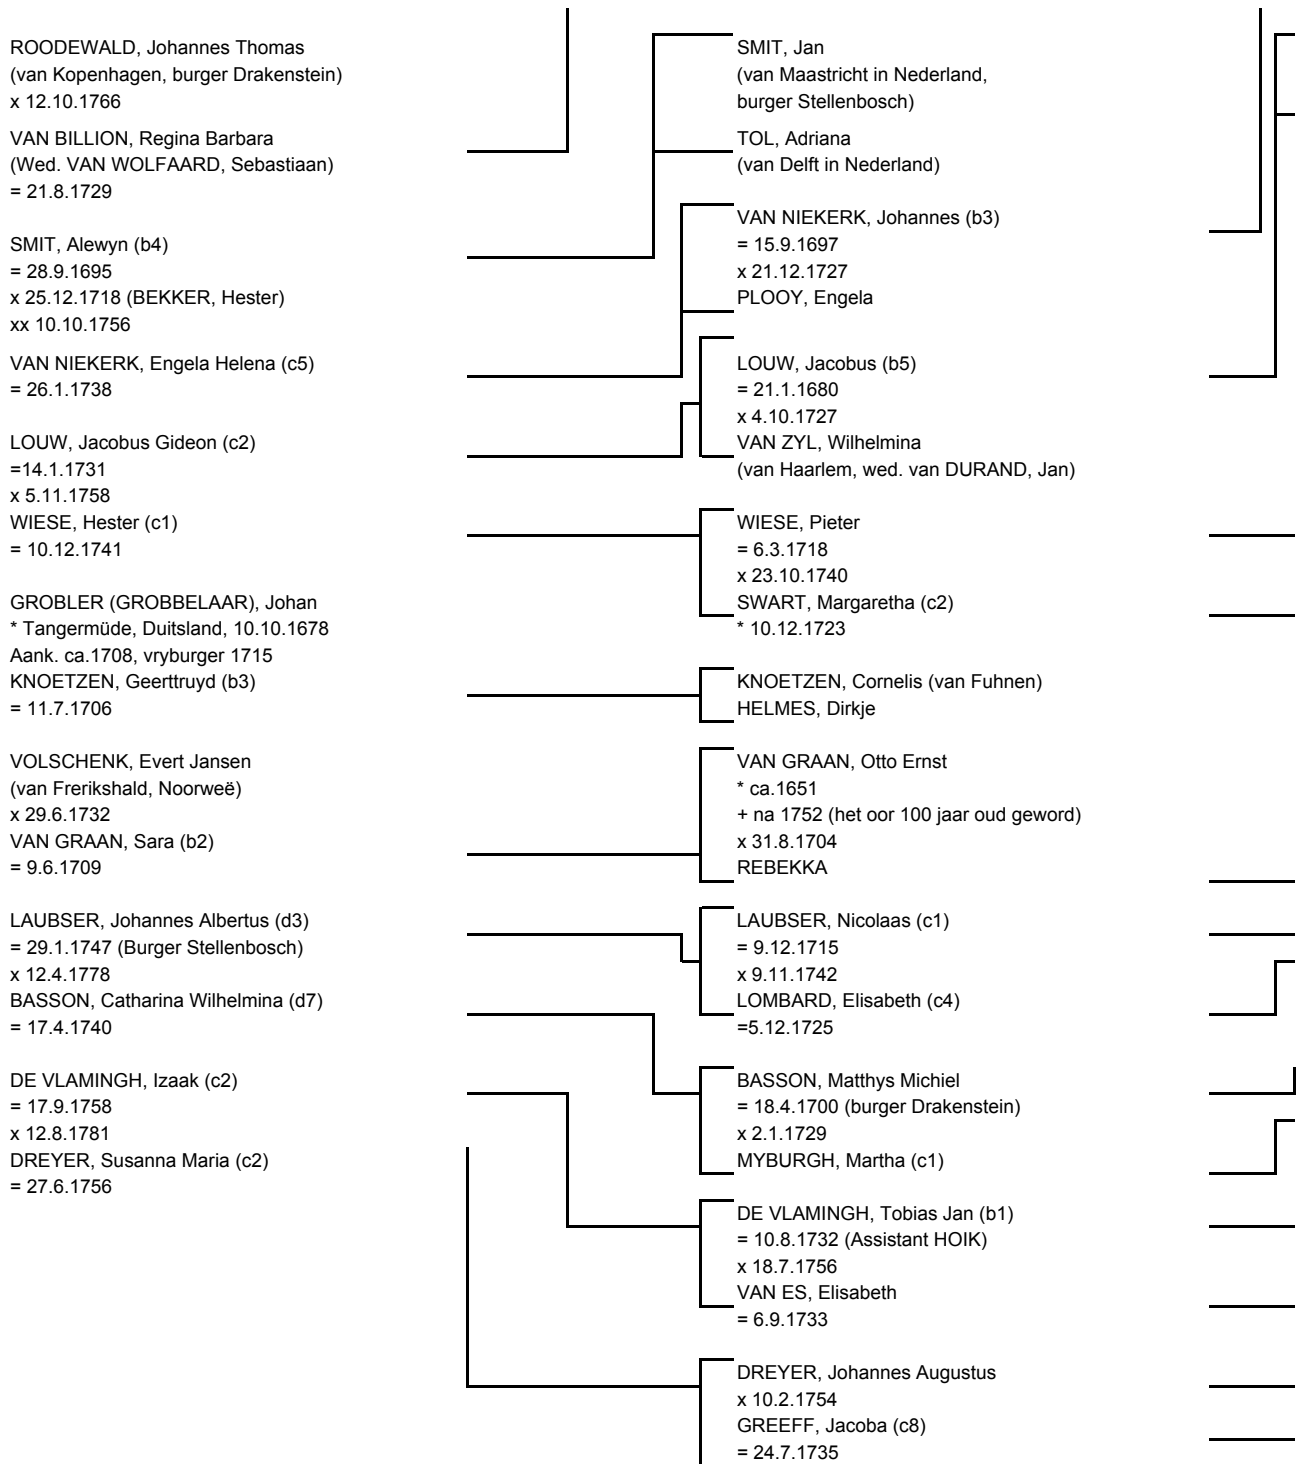 ROODEWALD, Johannes Thomas
(van Kopenhagen, burger Drakenstein)
x 12.10.1766
VAN BILLION, Regina Barbara
(Wed. VAN WOLFAARD, Sebastiaan)
= 21.8.1729
SMIT, Alewyn (b4)
= 28.9.1695
x 25.12.1718 (BEKKER, Hester)
xx 10.10.1756
VAN NIEKERK, Engela Helena (c5)
= 26.1.1738
LOUW, Jacobus Gideon (c2)
=14.1.1731
x 5.11.1758
WIESE, Hester (c1)
= 10.12.1741
GROBLER (GROBBELAAR), Johan
* Tangermüde, Duitsland, 10.10.1678
Aank. ca.1708, vryburger 1715
KNOETZEN, Geerttruyd (b3)
= 11.7.1706
VOLSCHENK, Evert Jansen
(van Frerikshald, Noorweë)
x 29.6.1732
VAN GRAAN, Sara (b2)
= 9.6.1709
LAUBSER, Johannes Albertus (d3)
= 29.1.1747 (Burger Stellenbosch)
x 12.4.1778
BASSON, Catharina Wilhelmina (d7)
= 17.4.1740
DE VLAMINGH, Izaak (c2)
= 17.9.1758
x 12.8.1781
DREYER, Susanna Maria (c2)
= 27.6.1756
SMIT, Jan
(van Maastricht in Nederland,
burger Stellenbosch)
TOL, Adriana
(van Delft in Nederland)
VAN NIEKERK, Johannes (b3)
= 15.9.1697
x 21.12.1727
PLOOY, Engela
LOUW, Jacobus (b5)
= 21.1.1680
x 4.10.1727
VAN ZYL, Wilhelmina
(van Haarlem, wed. van DURAND, Jan)
WIESE, Pieter
= 6.3.1718
x 23.10.1740
SWART, Margaretha (c2)
* 10.12.1723
KNOETZEN, Cornelis (van Fuhnen)
HELMES, Dirkje
VAN GRAAN, Otto Ernst
* ca.1651
+ na 1752 (het oor 100 jaar oud geword)
x 31.8.1704
REBEKKA
LAUBSER, Nicolaas (c1)
= 9.12.1715
x 9.11.1742
LOMBARD, Elisabeth (c4)
=5.12.1725
BASSON, Matthys Michiel
= 18.4.1700 (burger Drakenstein)
x 2.1.1729
MYBURGH, Martha (c1)
DE VLAMINGH, Tobias Jan (b1)
= 10.8.1732 (Assistant HOIK)
x 18.7.1756
VAN ES, Elisabeth
= 6.9.1733
DREYER, Johannes Augustus
x 10.2.1754
GREEFF, Jacoba (c8)
= 24.7.1735